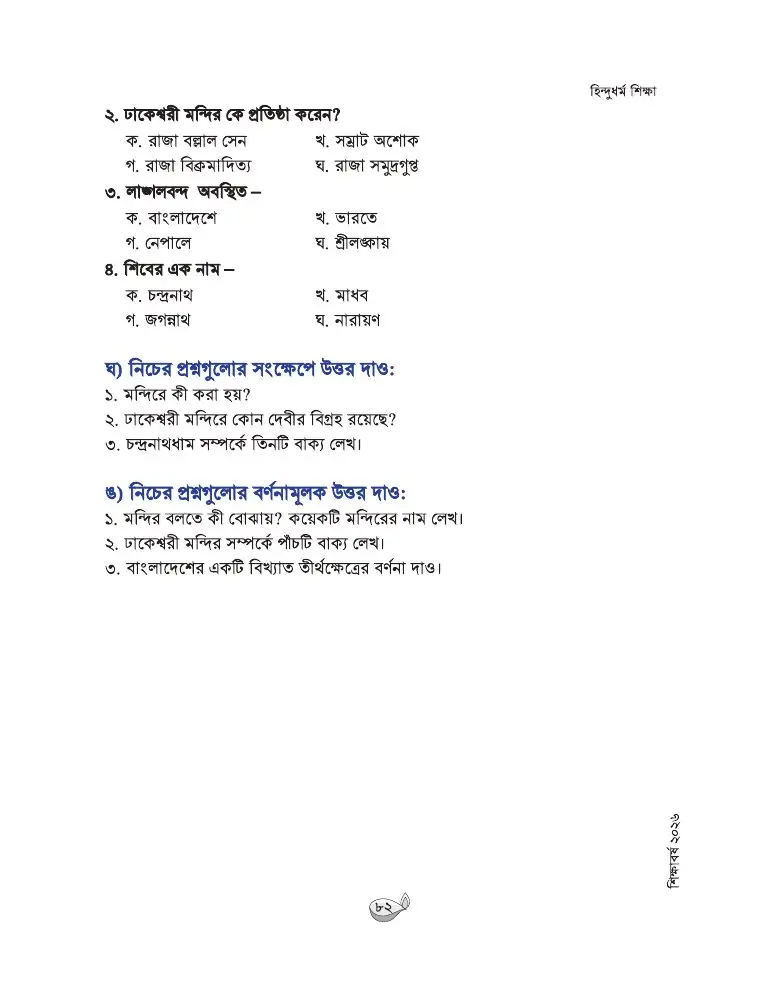 হিন্দুধর্ম শিক্ষা
২. ঢাকেশ্বরী মন্দির কে প্রতিষ্ঠা করেন?
ক. রাজা বল্লাল সেন খ. সম্রাট অশোক
গ. রাজা বিক্রমাদিত্য ঘ. রাজা সমুদ্রগুপ্ত
৩. লাঙ্গলবন্দ অবস্থিত –
ক. বাংলাদেশে খ. ভারতে
গ. নেপালে ঘ. শ্রীলঙ্কায়
৪. শিবের এক নাম –
ক. চন্দ্রনাথ খ. মাধব
গ. জগন্নাথ ঘ. নারায়ণ
ঘ) নিচের প্রশ্নগুলোর সংক্ষেপে উত্তর দাও:
১. মন্দিরে কী করা হয়?
২. ঢাকেশ্বরী মন্দিরে কোন দেবীর বিগ্রহ রয়েছে?
৩. চন্দ্রনাথধাম সম্পর্কে তিনটি বাক্য লেখ।
ঙ) নিচের প্রশ্নগুলোর বর্ণনামূলক উত্তর দাও:
১. মন্দির বলতে কী বোঝায়? কয়েকটি মন্দিরের নাম লেখ।
২. ঢাকেশ্বরী মন্দির সম্পর্কে পাঁচটি বাক্য লেখ।
৩. বাংলাদেশের একটি বিখ্যাত তীর্থক্ষেত্রের বর্ণনা দাও।
শিক্ষাবর্ষ ২০২৬
৮২